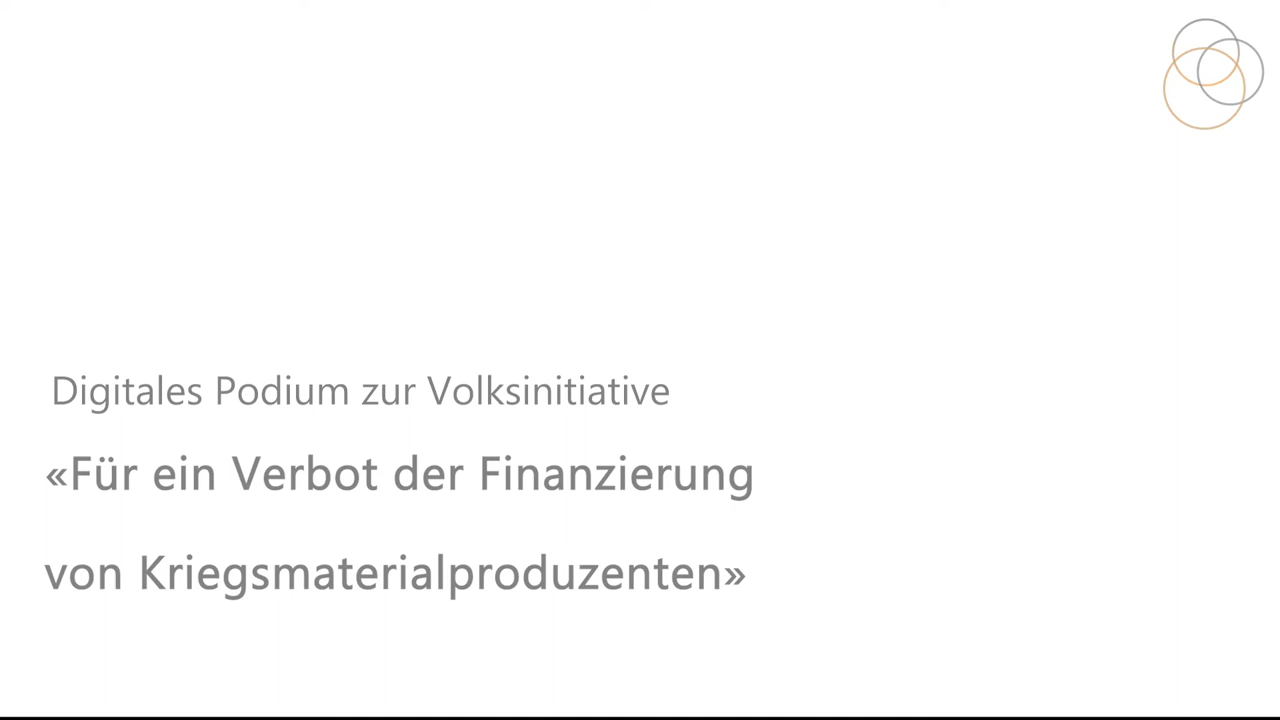 Digitales Podium zur Volksinitiative
«Für ein Verbot der Finanzierung
von Kriegsmaterialproduzenten»